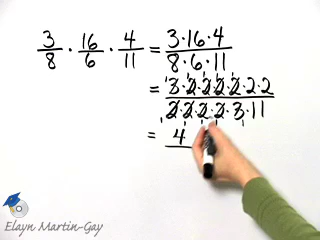 3/8 · 16/6 · 4/11 = 3·16·4/8·6·11
= 3·2·2·2·2·2·2/2·2·2·2·3·11
= 4
Elayn Martin-Gay